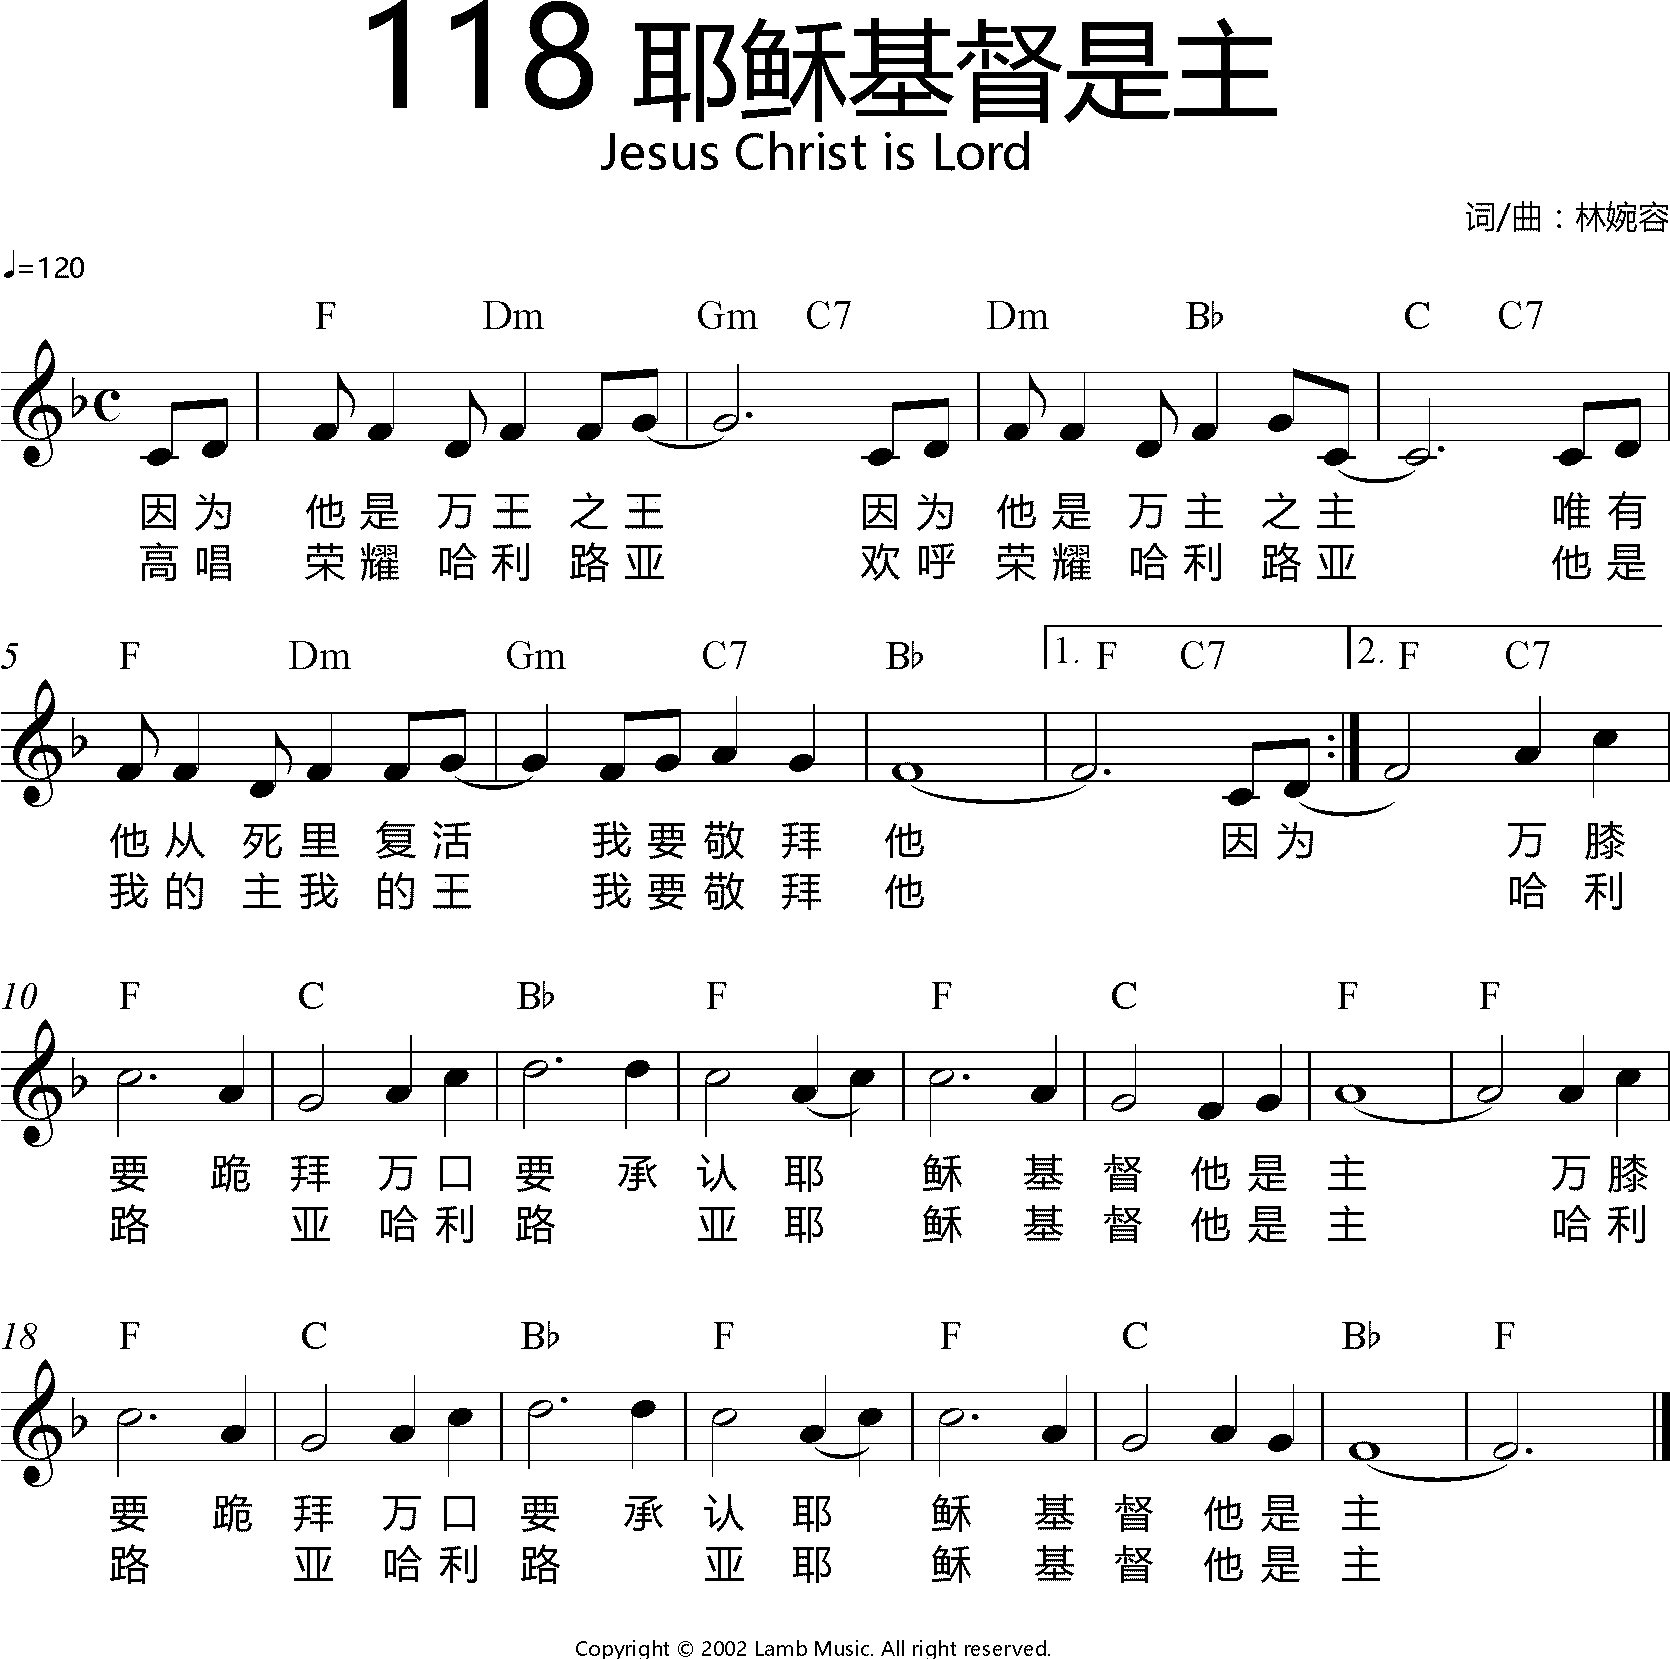 118 耶稣基督是主
Jesus Christ is Lord
词/曲：林婉容
♩=120
F Dm Gm C7 Dm B♭ C C7
因为 他是 万王 之王 因为 他是 万主 之主 唯有
高唱 荣耀 哈利 路亚 欢呼 荣耀 哈利 路亚 他是
5 F Dm Gm C7 B♭ 1. F C7 2. F C7
他从 死里 复活 我要敬拜 他 因为 万膝
我的 主我 的王 我要敬拜 他 哈利
10 F C B♭ F F C F F
要 跪 拜 万口 要 承 认 耶 稣 基 督 他是 主 万膝
路 亚 哈利 路 亚 耶 稣 基 督 他是 主 哈利
18 F C B♭ F F C B♭ F
要 跪 拜 万口 要 承 认 耶 稣 基 督 他是 主
路 亚 哈利 路 亚 耶 稣 基 督 他是 主
Copyright © 2002 Lamb Music. All right reserved.